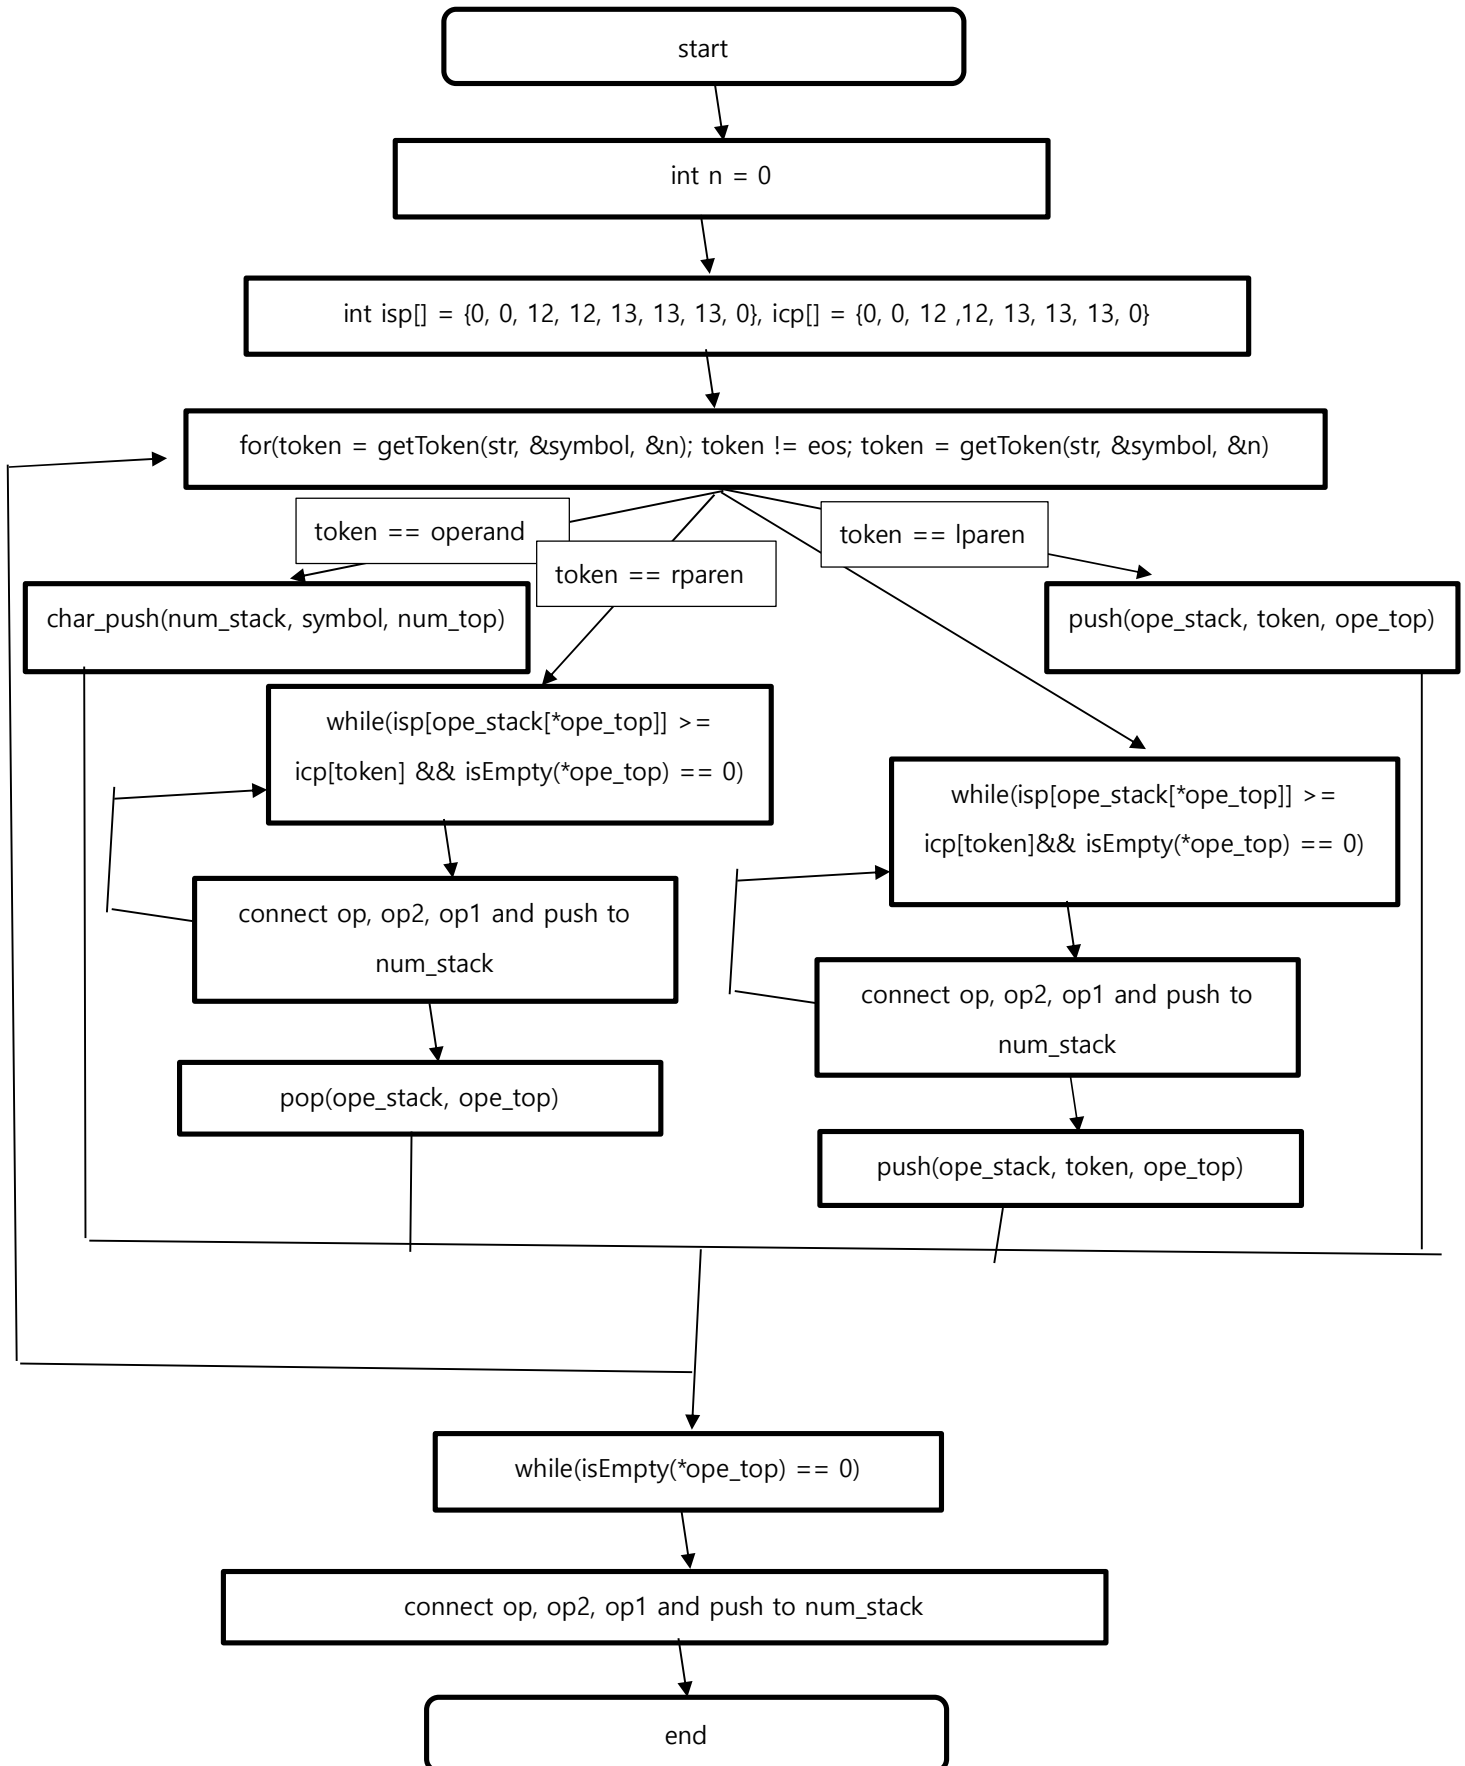 start
int n = 0
int isp[] = {0, 0, 12, 12, 13, 13, 13, 0}, icp[] = {0, 0, 12 ,12, 13, 13, 13, 0}
for(token = getToken(str, &symbol, &n); token != eos; token = getToken(str, &symbol, &n)
token == operand
token == lparen
token == rparen
char_push(num_stack, symbol, num_top)
push(ope_stack, token, ope_top)
while(isp[ope_stack[*ope_top]] >=
icp[token] && isEmpty(*ope_top) == 0)
while(isp[ope_stack[*ope_top]] >=
icp[token]&& isEmpty(*ope_top) == 0)
connect op, op2, op1 and push to
num_stack
connect op, op2, op1 and push to
num_stack
pop(ope_stack, ope_top)
push(ope_stack, token, ope_top)
while(isEmpty(*ope_top) == 0)
connect op, op2, op1 and push to num_stack
end